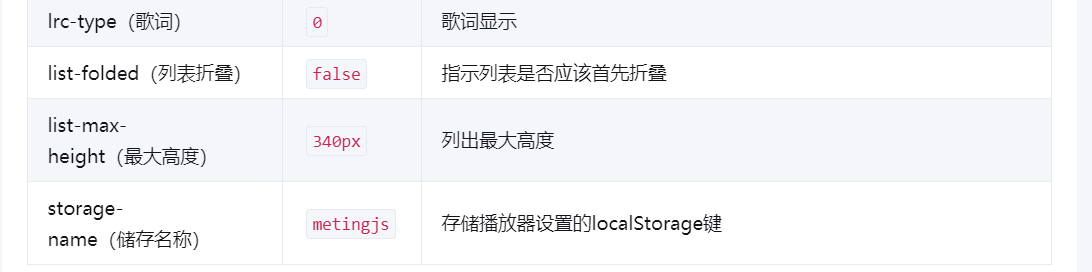 lrc-type（歌词） 0 歌词显示
list-folded（列表折叠） false 指示列表是否应该首先折叠
list-max-
height（最大高度） 340px 列出最大高度
storage-
name（储存名称） metingjs 存储播放器设置的localStorage键